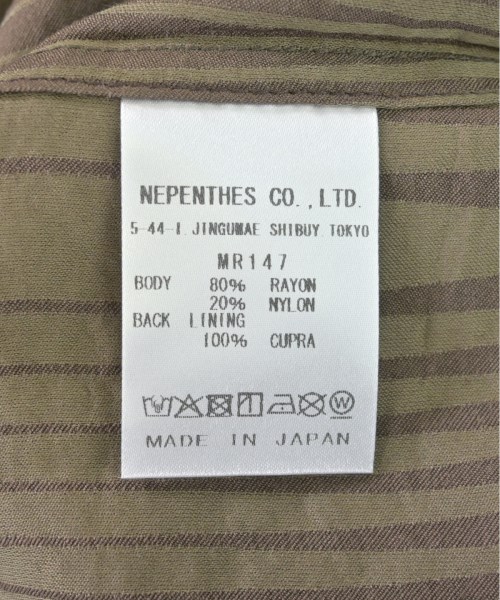 NEPENTHES CO.,LTD.
5-44-1 JINGUMAE SHIBUY TOKYO
MR147
BODY 80% RAYON
20% NYLON
BACK LINING
100% CUPRA
W
MADE IN JAPAN